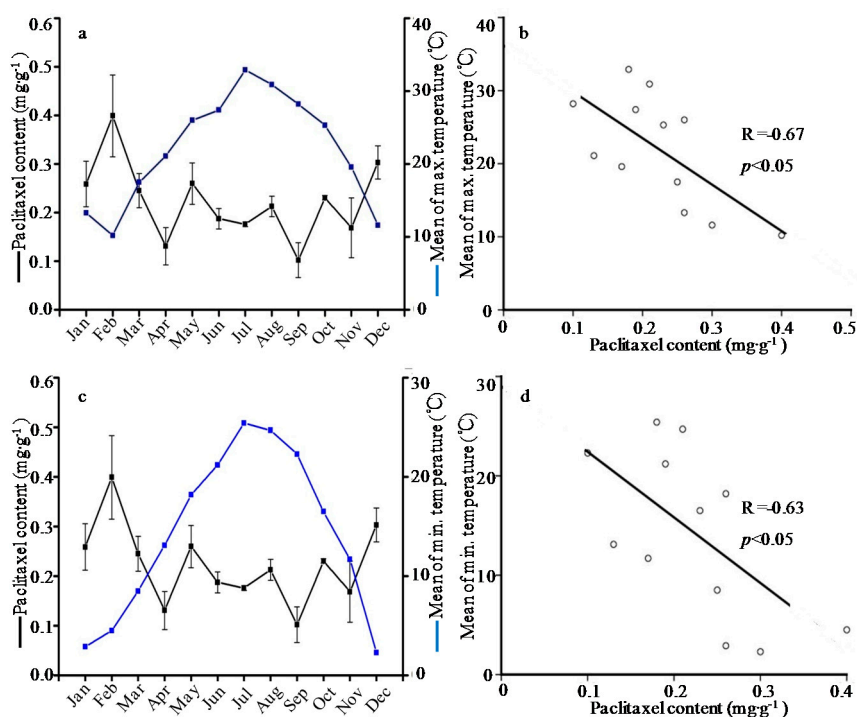 a
0.6
0.5
0.4
0.3
0.2
0.1
0.0
Paclitaxel content (mg·g-1)
40
30
20
10
0
Mean of max. temperature (°C)
Jan
Feb
Mar
Apr
May
Jun
Jul
Aug
Sep
Oct
Nov
Dec
b
40
30
20
10
0
Mean of max. temperature (°C)
R =-0.67
p<0.05
0
0.1
0.2
0.3
0.4
0.5
Paclitaxel content (mg·g-1)
c
0.6
0.5
0.4
0.3
0.2
0.1
0.0
Paclitaxel content (mg·g-1)
30
20
10
0
Mean of min. temperature (°C)
Jan
Feb
Mar
Apr
May
Jun
Jul
Aug
Sep
Oct
Nov
Dec
d
30
20
10
0
Mean of min. temperature (°C)
R =-0.63
p<0.05
0
0.1
0.2
0.3
0.4
Paclitaxel content (mg·g-1)